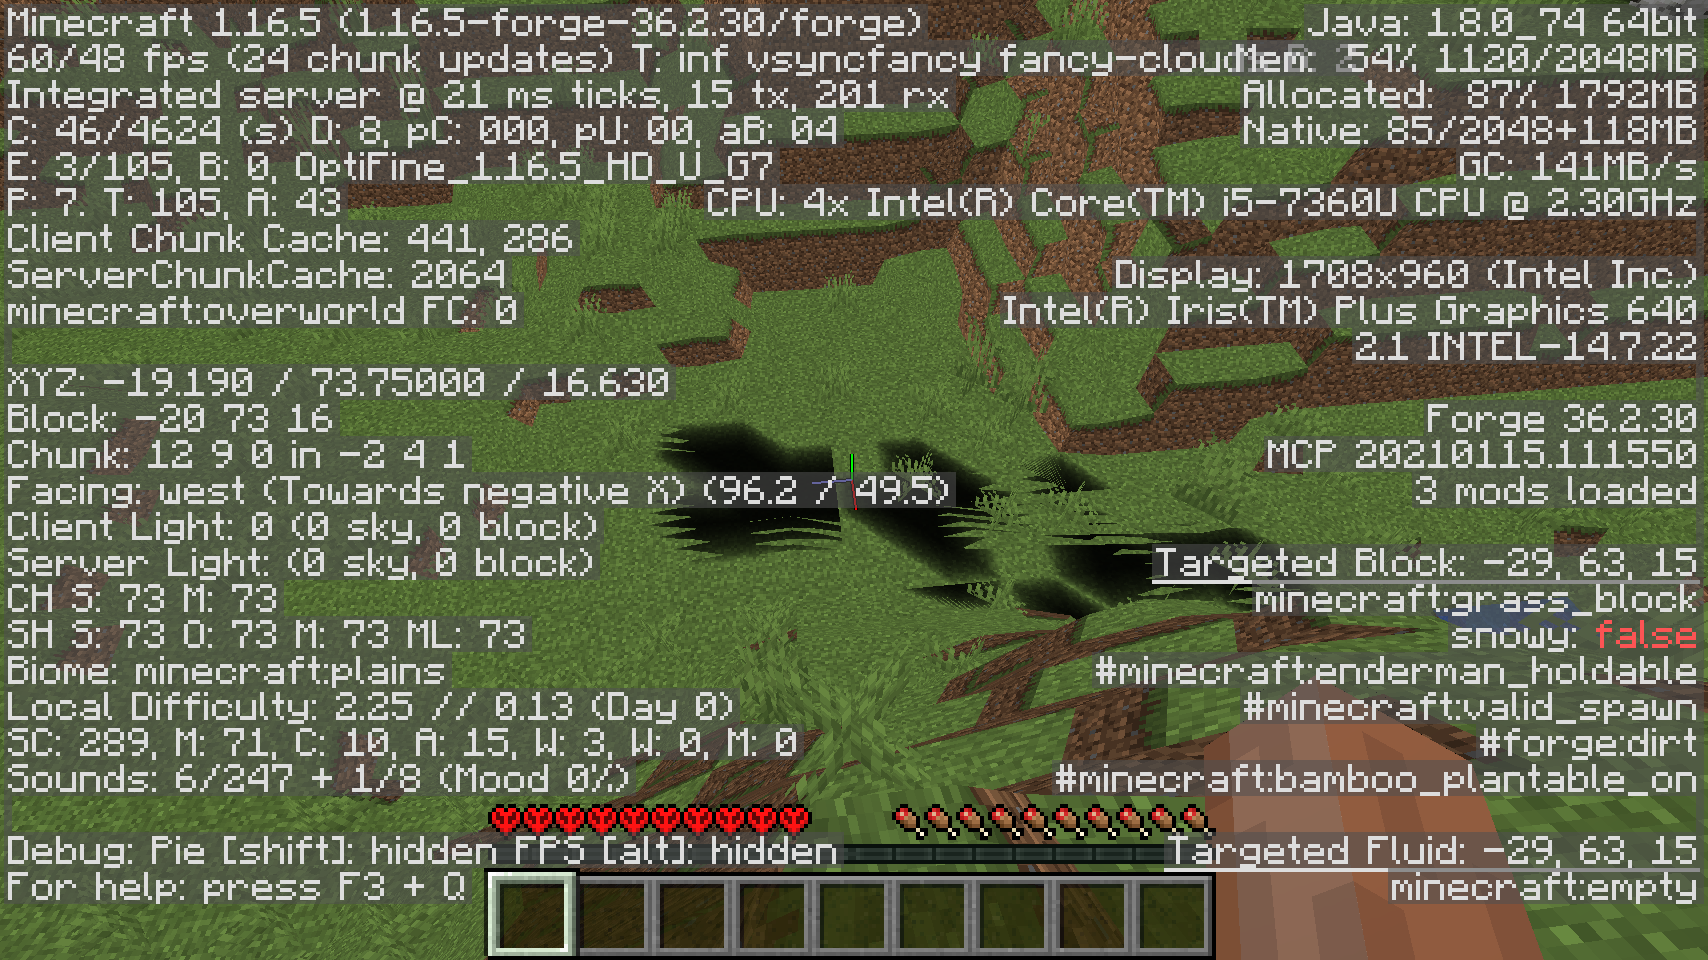 Minecraft 1.16.5 (1.16.5-forge-36.2.30/forge)
60/48 fps (24 chunk updates) T: inf vsyncfancy fancy-clouds
Integrated server @ 21 ms ticks, 15 tx, 201 rx
C: 46/4624 (s) D: 8, pC: 000, pU: 00, aB: 04
E: 3/105, B: 0, OptiFine_1.16.5_HD_U_G7
P: 7. T: 105, A: 43
Client Chunk Cache: 441, 286
ServerChunkCache: 2064
minecraft:overworld FC: 0
XYZ: -19.190 / 73.75000 / 16.630
Block: -20 73 16
Chunk: 12 9 0 in -2 4 1
Facing: west (Towards negative X) (96.2 / 49.5)
Client Light: 0 (0 sky, 0 block)
Server Light: (0 sky, 0 block)
CH S: 73 M: 73
SH S: 73 O: 73 M: 73 ML: 73
Biome: minecraft:plains
Local Difficulty: 2.25 // 0.13 (Day 0)
SC: 289, M: 71, C: 10, A: 15, W: 3, W: 0, M: 0
Sounds: 6/247 + 1/8 (Mood 0%)
Debug: Pie [shift]: hidden FPS [alt]: hidden
For help: press F3 + Q
Java: 1.8.0_74 64bit
Mem: 54% 1120/2048MB
Allocated: 87% 1792MB
Native: 85/2048+118MB
GC: 141MB/s
CPU: 4x Intel(R) Core(TM) i5-7360U CPU @ 2.30GHz
Display: 1708x960 (Intel Inc.)
Intel(R) Iris(TM) Plus Graphics 640
2.1 INTEL-14.7.22
Forge 36.2.30
MCP 20210115.111550
3 mods loaded
Targeted Block: -29, 63, 15
minecraft:grass_block
snowy: false
#minecraft:enderman_holdable
#minecraft:valid_spawn
#forge:dirt
#minecraft:bamboo_plantable_on
Targeted Fluid: -29, 63, 15
minecraft:empty